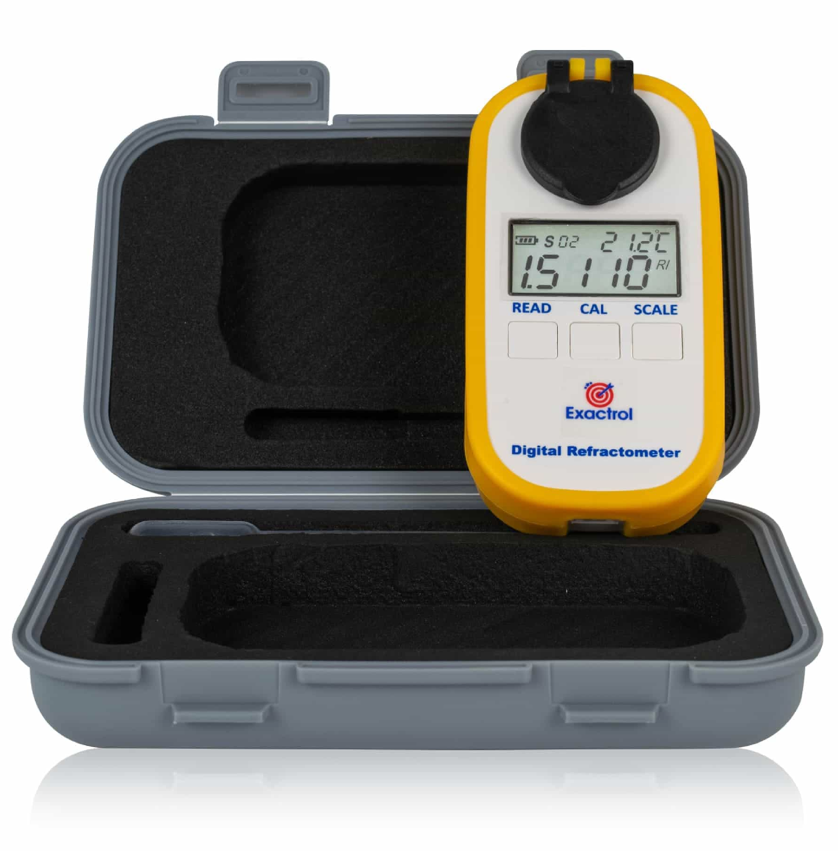 S 02 21.2°C
1.5110 RI
READ CAL SCALE
Exactrol
Digital Refractometer